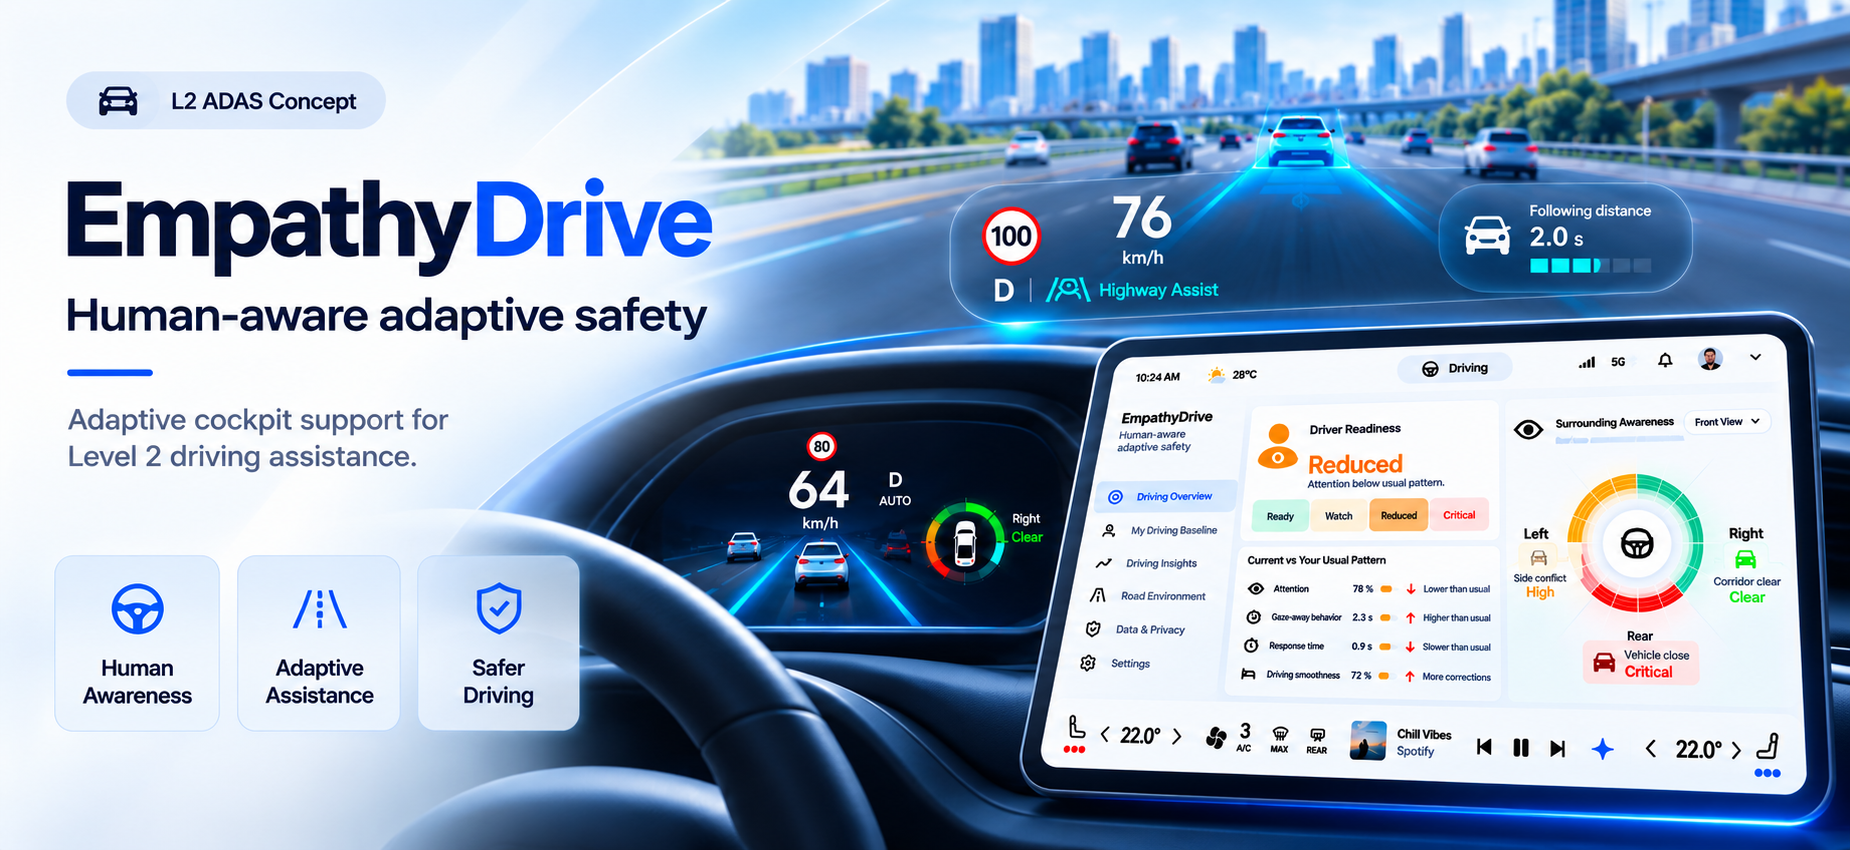 L2 ADAS Concept
EmpathyDrive
Human-aware adaptive safety
Adaptive cockpit support for
Level 2 driving assistance.
Human
Awareness
Adaptive
Assistance
Safer
Driving
100
76
km/h
D
Highway Assist
Following distance
2.0 s
80
64
km/h
D
AUTO
Right
Clear
10:24 AM
28°C
Driving
5G
EmpathyDrive
Human-aware
adaptive safety
Driving Overview
My Driving Baseline
Driving Insights
Road Environment
Data & Privacy
Settings
Driver Readiness
Reduced
Attention below usual pattern.
Ready
Watch
Reduced
Critical
Current vs Your Usual Pattern
Attention 78 % Lower than usual
Gaze-away behavior 2.3 s Higher than usual
Response time 0.9 s Slower than usual
Driving smoothness 72 % More corrections
Surrounding Awareness
Front View
Left
Side conflict
High
Right
Corridor clear
Clear
Rear
Vehicle close
Critical
22.0°
3
A/C
MAX
REAR
Chill Vibes
Spotify
22.0°